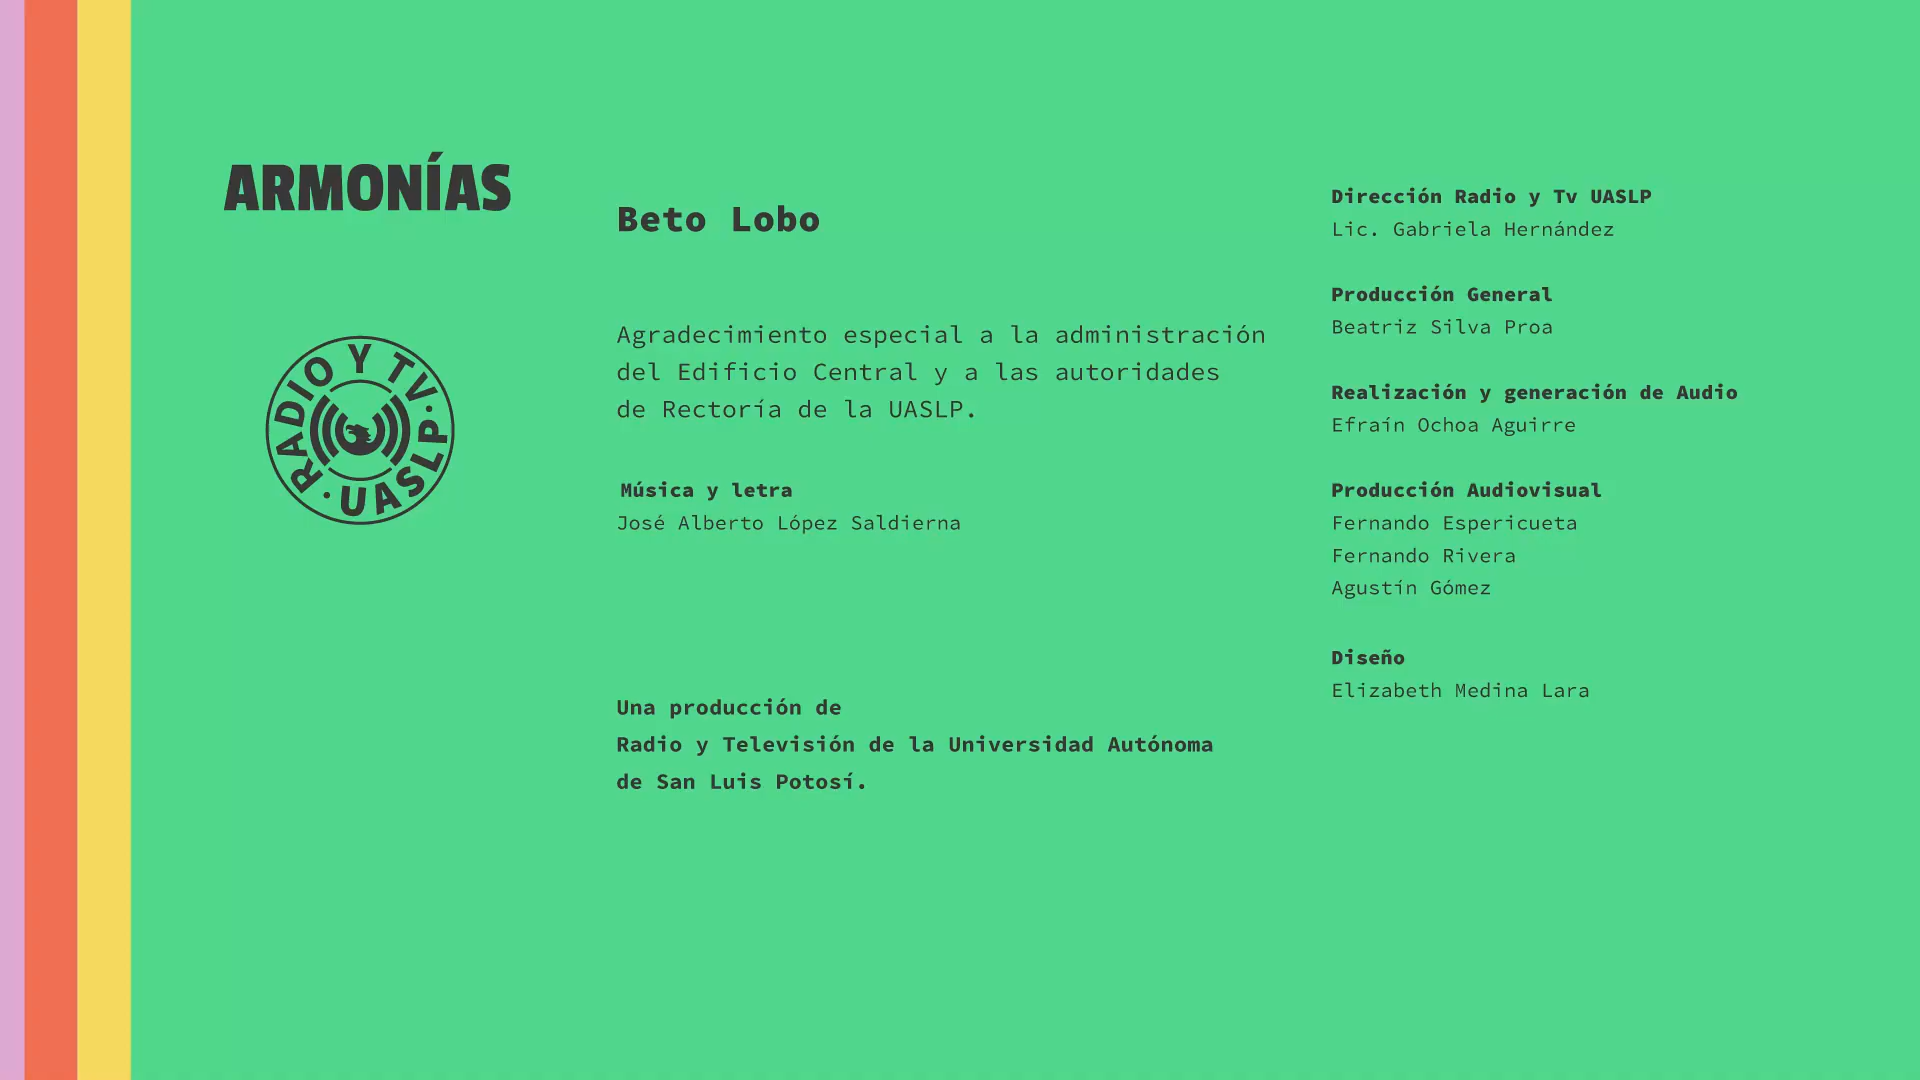 ARMONÍAS
RADIO Y TV · UASLP ·
Beto Lobo
Agradecimiento especial a la administración
del Edificio Central y a las autoridades
de Rectoría de la UASLP.
Música y letra
José Alberto López Saldierna
Una producción de
Radio y Televisión de la Universidad Autónoma
de San Luis Potosí.
Dirección Radio y Tv UASLP
Lic. Gabriela Hernández
Producción General
Beatriz Silva Proa
Realización y generación de Audio
Efraín Ochoa Aguirre
Producción Audiovisual
Fernando Espericueta
Fernando Rivera
Agustín Gómez
Diseño
Elizabeth Medina Lara